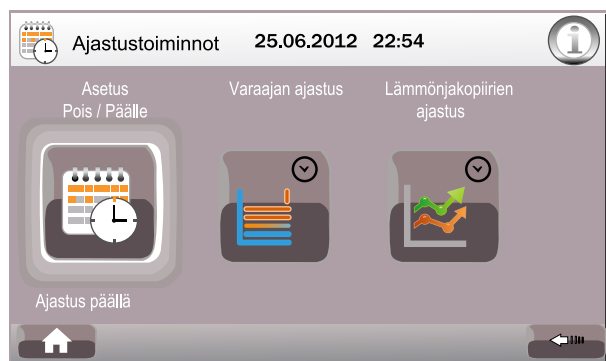 Ajastustoiminnot 25.06.2012 22:54
Asetus
Pois / Päälle
Varaajan ajastus
Lämmönjakopiirien
ajastus
Ajastus päällä